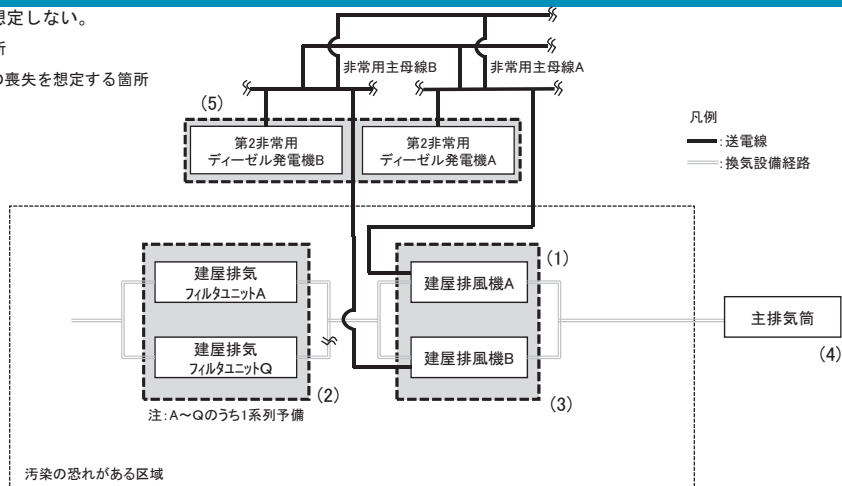 想定しない。
所
の喪失を想定する箇所
非常用主母線B
非常用主母線A
(5)
第2非常用
ディーゼル発電機B
第2非常用
ディーゼル発電機A
凡例
:送電線
:換気設備経路
建屋排気
フィルタユニットA
建屋排気
フィルタユニットQ
(2)
注:A～Qのうち1系列予備
(1)
建屋排風機A
建屋排風機B
(3)
主排気筒
(4)
汚染の恐れがある区域